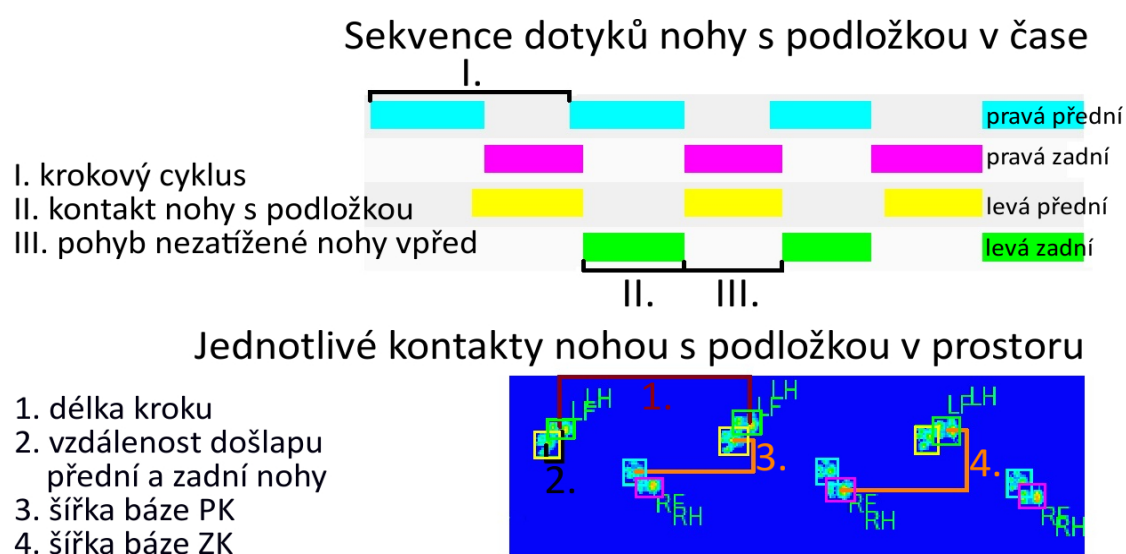 Sekvence dotyků nohy s podložkou v čase
I.
pravá přední
pravá zadní
I. krokový cyklus
II. kontakt nohy s podložkou
III. pohyb nezatížené nohy vpřed
levá přední
levá zadní
II.
III.
Jednotlivé kontakty nohou s podložkou v prostoru
1. délka kroku
2. vzdálenost došlapu
přední a zadní nohy
3. šířka báze PK
4. šířka báze ZK
1.
LH
LF
LH
LF
LH
LF
2.
3.
4.
RF
RH
RF
RH
RF
RH